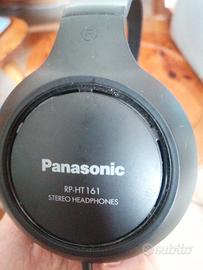 Panasonic
RP-HT161
STEREO HEADPHONES
subito